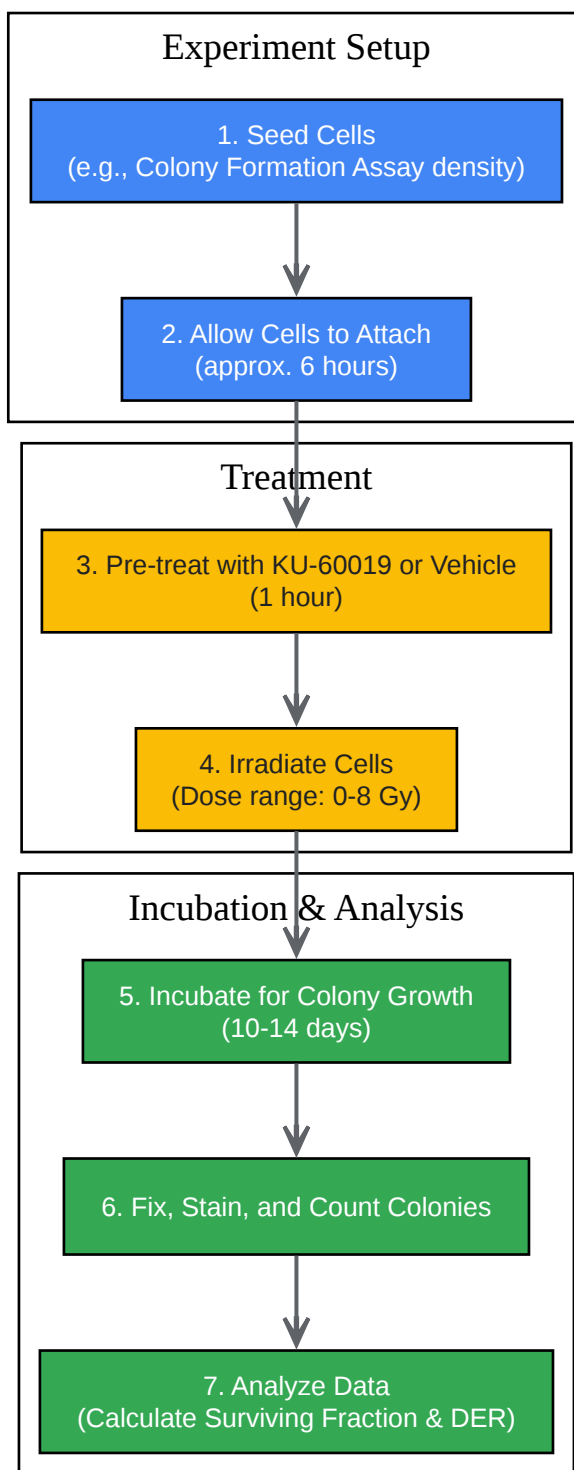 Experiment Setup
1. Seed Cells
(e.g., Colony Formation Assay density)
2. Allow Cells to Attach
(approx. 6 hours)
Treatment
3. Pre-treat with KU-60019 or Vehicle
(1 hour)
4. Irradiate Cells
(Dose range: 0-8 Gy)
Incubation & Analysis
5. Incubate for Colony Growth
(10-14 days)
6. Fix, Stain, and Count Colonies
7. Analyze Data
(Calculate Surviving Fraction & DER)